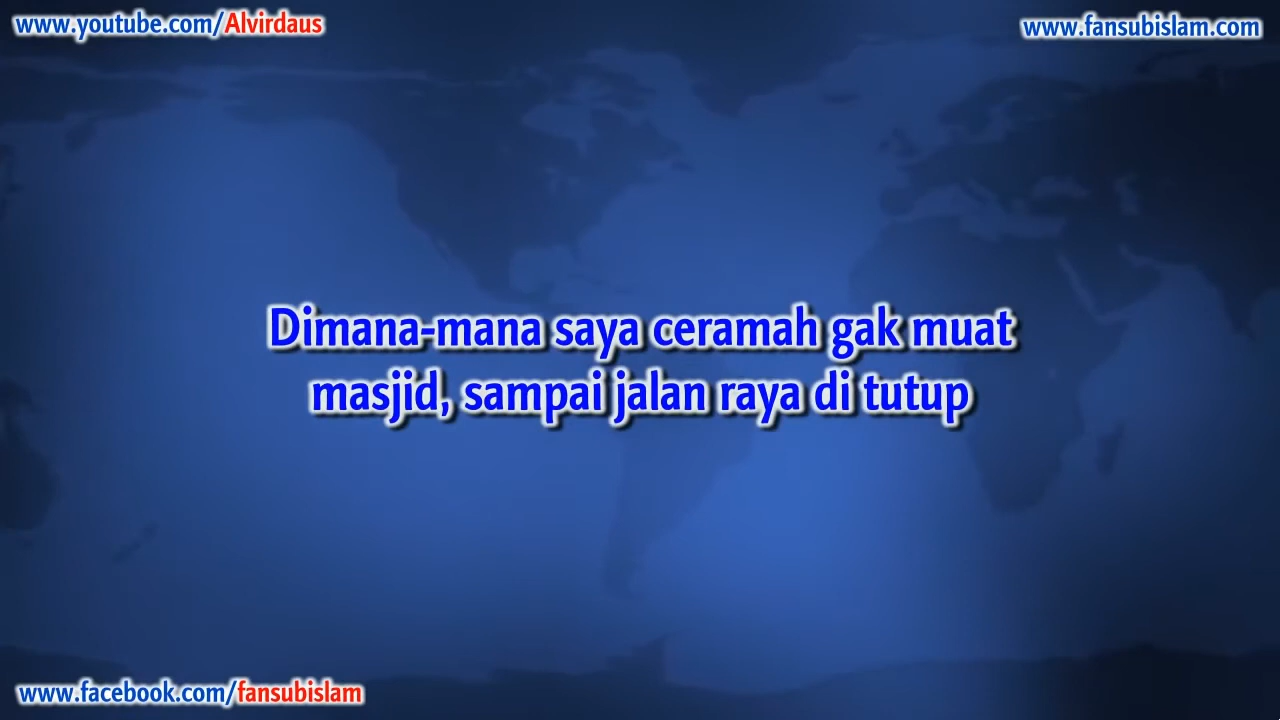 www.youtube.com/Alvirdaus
www.fansubislam.com
Dimana-mana saya ceramah gak muat
masjid, sampai jalan raya di tutup
www.facebook.com/fansubislam